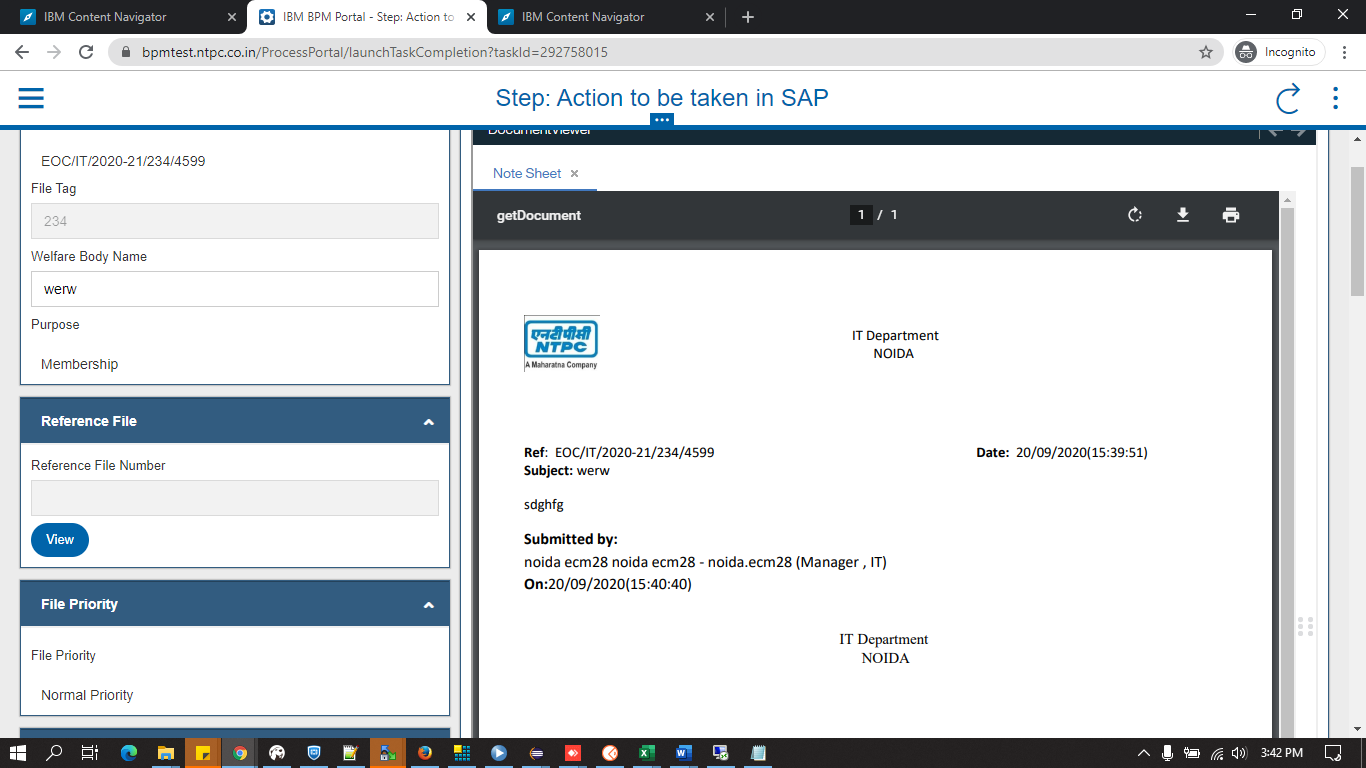 IBM Content Navigator
IBM BPM Portal - Step: Action to
IBM Content Navigator
bpmtest.ntpc.co.in/ProcessPortal/launchTaskCompletion?taskId=292758015
Incognito
Step: Action to be taken in SAP
EOC/IT/2020-21/234/4599
File Tag
234
Welfare Body Name
werw
Purpose
Membership
Reference File
Reference File Number
View
File Priority
File Priority
Normal Priority
DocumentViewer
Note Sheet
getDocument
1 / 1
एनटीपीसी
NTPC
A Maharatna Company
IT Department
NOIDA
Ref: EOC/IT/2020-21/234/4599
Date: 20/09/2020(15:39:51)
Subject: werw
sdghfg
Submitted by:
noida ecm28 noida ecm28 - noida.ecm28 (Manager , IT)
On:20/09/2020(15:40:40)
IT Department
NOIDA
3:42 PM